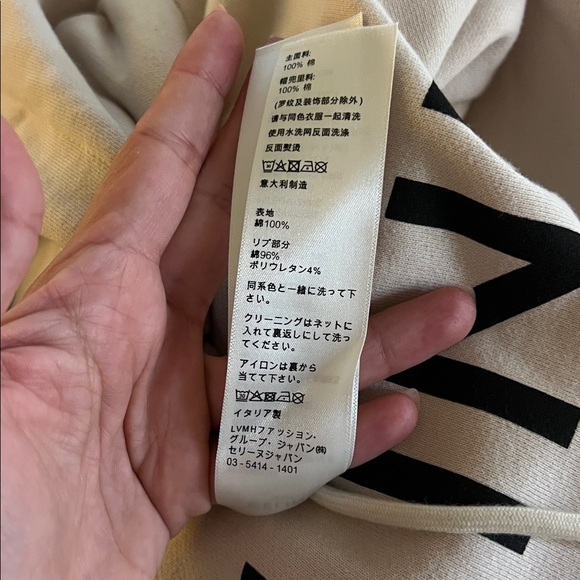 主面料:
100% 棉
帽兜里料:
100% 棉
(罗纹及装饰部分除外)
请与同色衣服一起清洗
使用水洗网反面洗涤
反面熨烫
意大利制造
表地
綿100%
リブ部分
綿96%
ポリウレタン4%
同系色と一緒に洗って下
さい。
クリーニングはネットに
入れて裏返しにして洗っ
てください。
アイロンは裏から
当てて下さい。
イタリア製
LVMHファッション・
グループ・ジャパン㈱
セリーヌジャパン
03-5414-1401